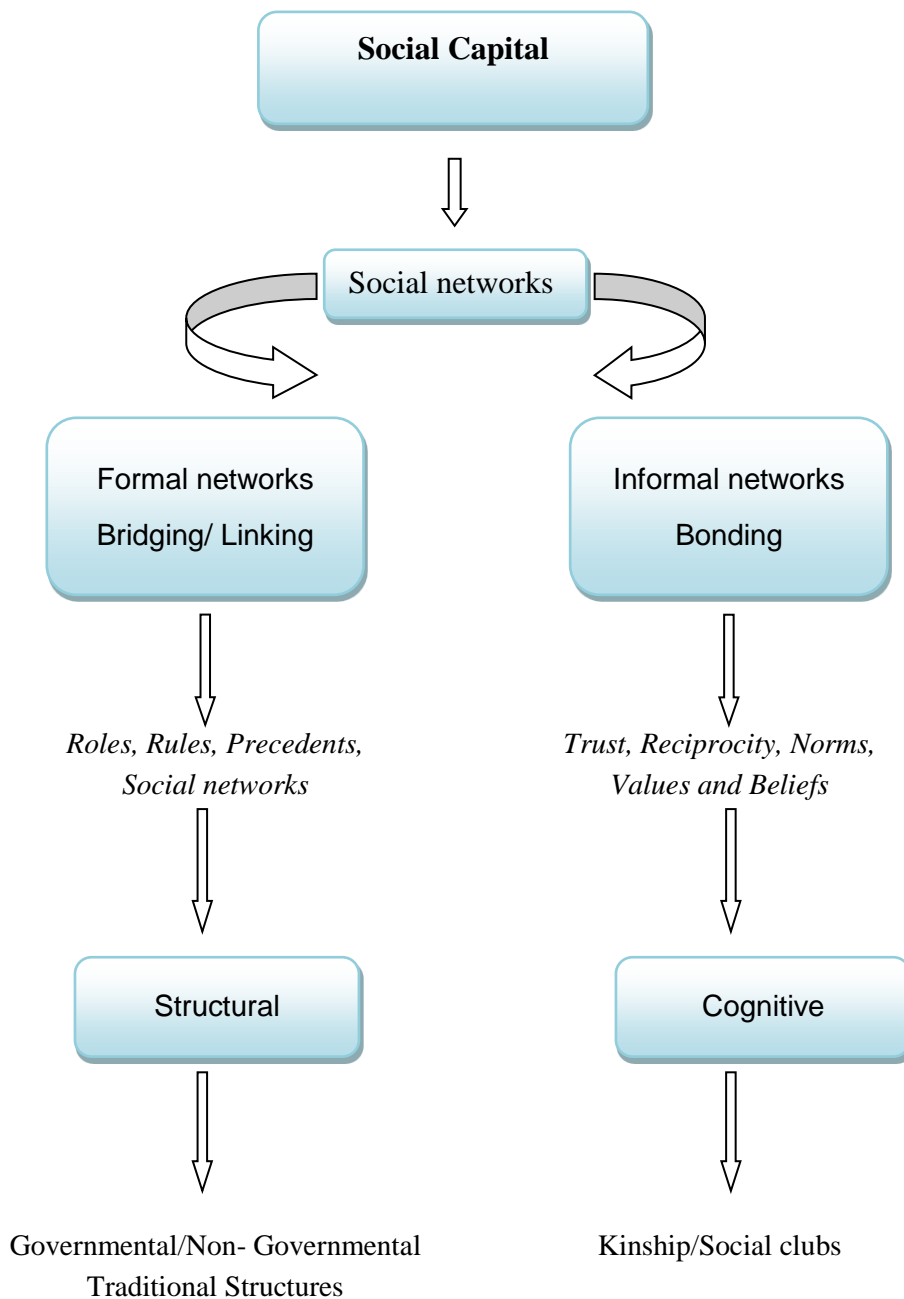 Social Capital
Social networks
Formal networks
Bridging/ Linking
Informal networks
Bonding
Roles, Rules, Precedents,
Social networks
Trust, Reciprocity, Norms,
Values and Beliefs
Structural
Cognitive
Governmental/Non- Governmental
Traditional Structures
Kinship/Social clubs